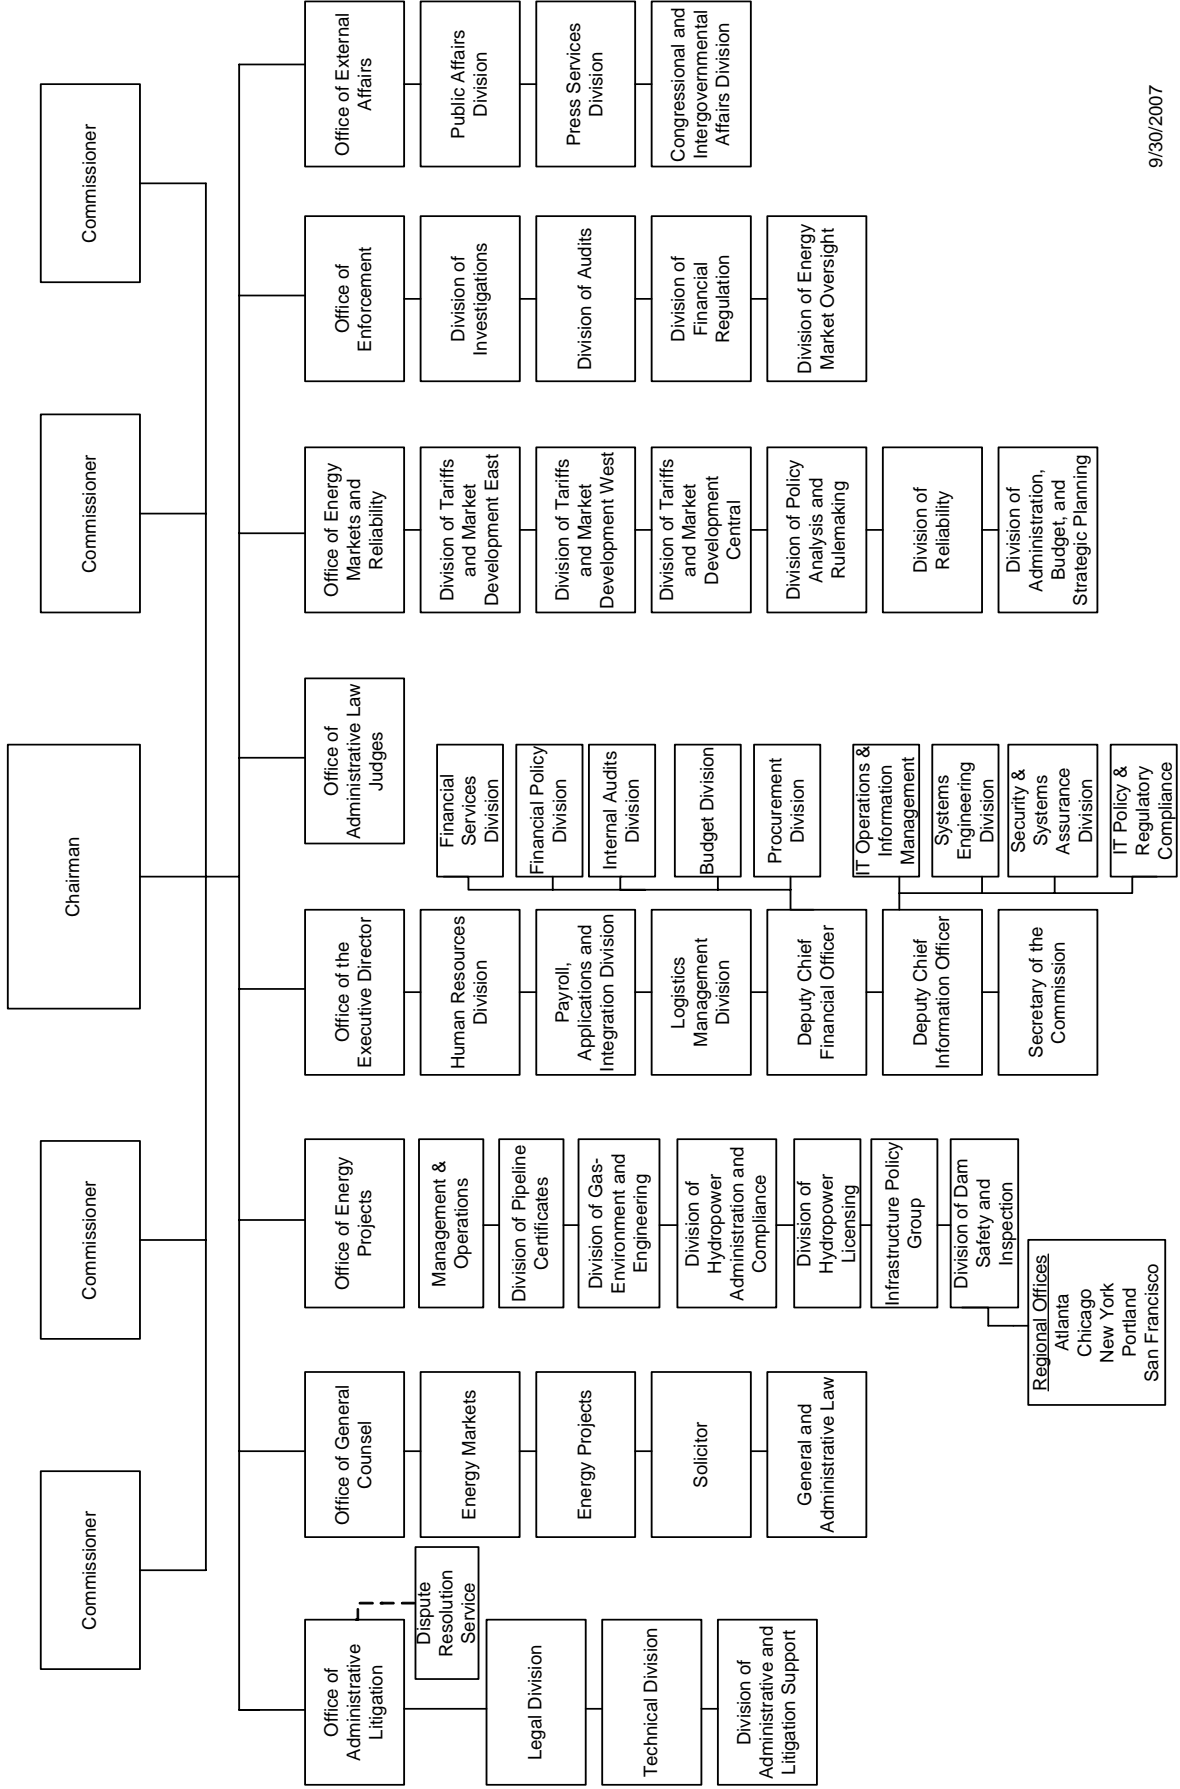 Commissioner
Commissioner
Chairman
Commissioner
Commissioner
Office of
Administrative
Litigation
Dispute
Resolution
Service
Legal Division
Technical Division
Division of
Administrative and
Litigation Support
Office of General
Counsel
Energy Markets
Energy Projects
Solicitor
General and
Administrative Law
Office of Energy
Projects
Management &
Operations
Division of Pipeline
Certificates
Division of Gas-
Environment and
Engineering
Division of
Hydropower
Administration and
Compliance
Division of
Hydropower
Licensing
Infrastructure Policy
Group
Division of Dam
Safety and
Inspection
Regional Offices
Atlanta
Chicago
New York
Portland
San Francisco
Office of the
Executive Director
Human Resources
Division
Payroll,
Applications and
Integration Division
Logistics
Management
Division
Deputy Chief
Financial Officer
Deputy Chief
Information Officer
Secretary of the
Commission
Financial
Services
Division
Financial Policy
Division
Internal Audits
Division
Budget Division
Procurement
Division
IT Operations &
Information
Management
Systems
Engineering
Division
Security &
Systems
Assurance
Division
IT Policy &
Regulatory
Compliance
Office of
Administrative Law
Judges
Office of Energy
Markets and
Reliability
Division of Tariffs
and Market
Development East
Division of Tariffs
and Market
Development West
Division of Tariffs
and Market
Development
Central
Division of Policy
Analysis and
Rulemaking
Division of
Reliability
Division of
Administration,
Budget, and
Strategic Planning
Office of
Enforcement
Division of
Investigations
Division of Audits
Division of
Financial
Regulation
Division of Energy
Market Oversight
Office of External
Affairs
Public Affairs
Division
Press Services
Division
Congressional and
Intergovernmental
Affairs Division
9/30/2007